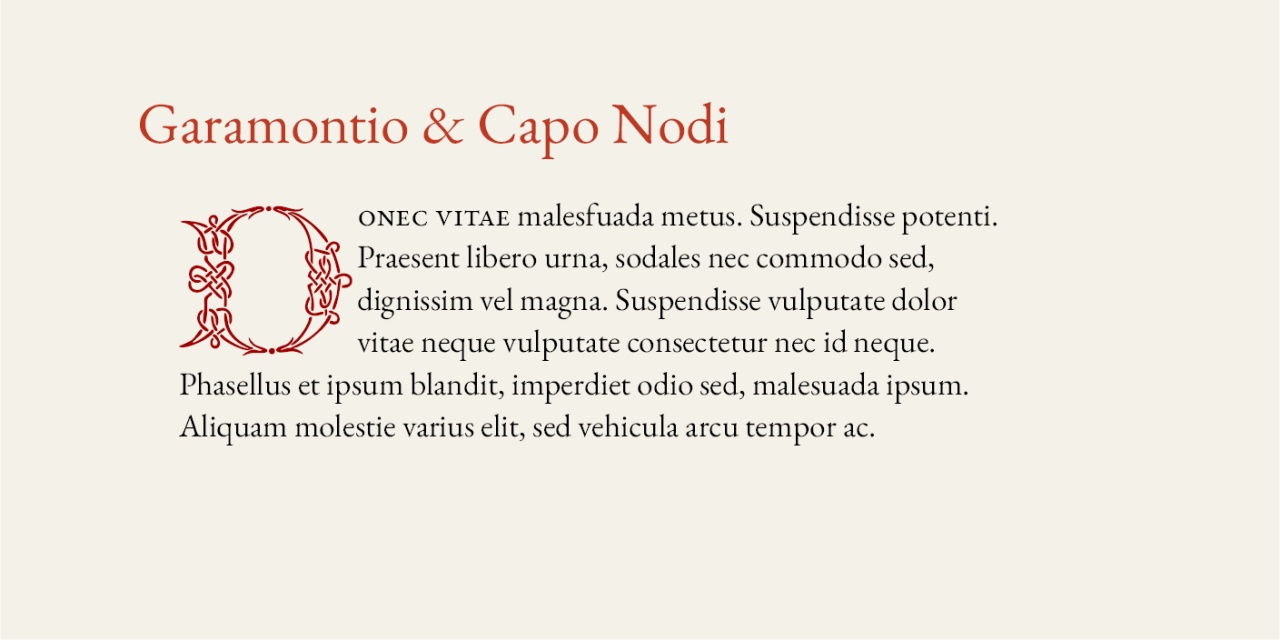 Garamontio & Capo Nodi
DONEC VITAE malesfuada metus. Suspendisse potenti.
Praesent libero urna, sodales nec commodo sed,
dignissim vel magna. Suspendisse vulputate dolor
vitae neque vulputate consectetur nec id neque.
Phasellus et ipsum blandit, imperdiet odio sed, malesuada ipsum.
Aliquam molestie varius elit, sed vehicula arcu tempor ac.